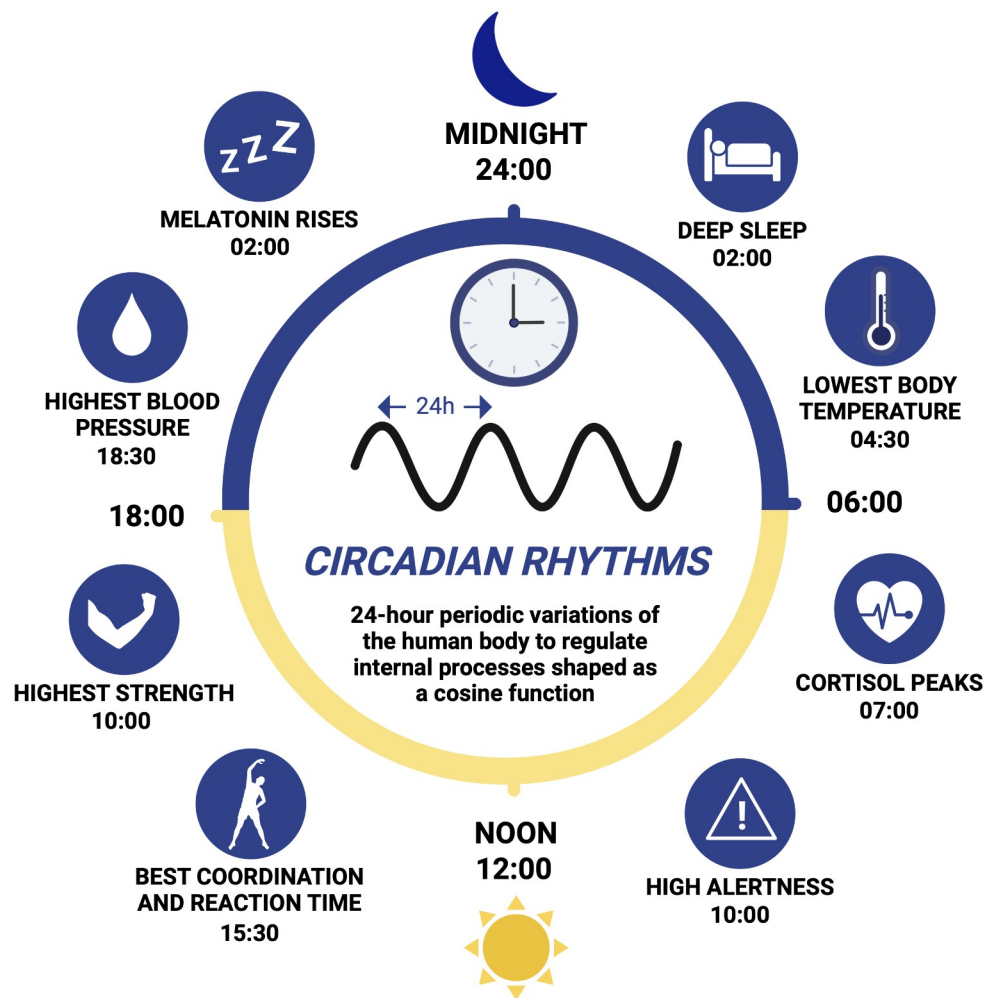 MIDNIGHT
24:00
zZZ
MELATONIN RISES
02:00
DEEP SLEEP
02:00
HIGHEST BLOOD
PRESSURE
18:30
LOWEST BODY
TEMPERATURE
04:30
24h
18:00
06:00
CIRCADIAN RHYTHMS
24-hour periodic variations of
the human body to regulate
internal processes shaped as
a cosine function
HIGHEST STRENGTH
10:00
CORTISOL PEAKS
07:00
BEST COORDINATION
AND REACTION TIME
15:30
NOON
12:00
!
HIGH ALERTNESS
10:00